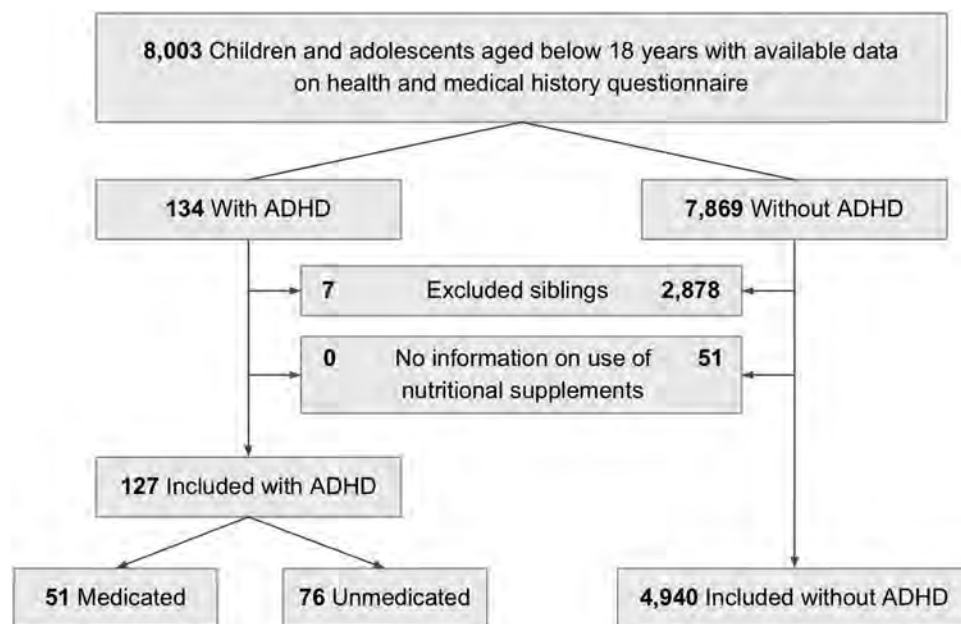 8,003 Children and adolescents aged below 18 years with available data
on health and medical history questionnaire
134 With ADHD
7,869 Without ADHD
7 Excluded siblings 2,878
0 No information on use of 51
nutritional supplements
127 Included with ADHD
51 Medicated
76 Unmedicated
4,940 Included without ADHD